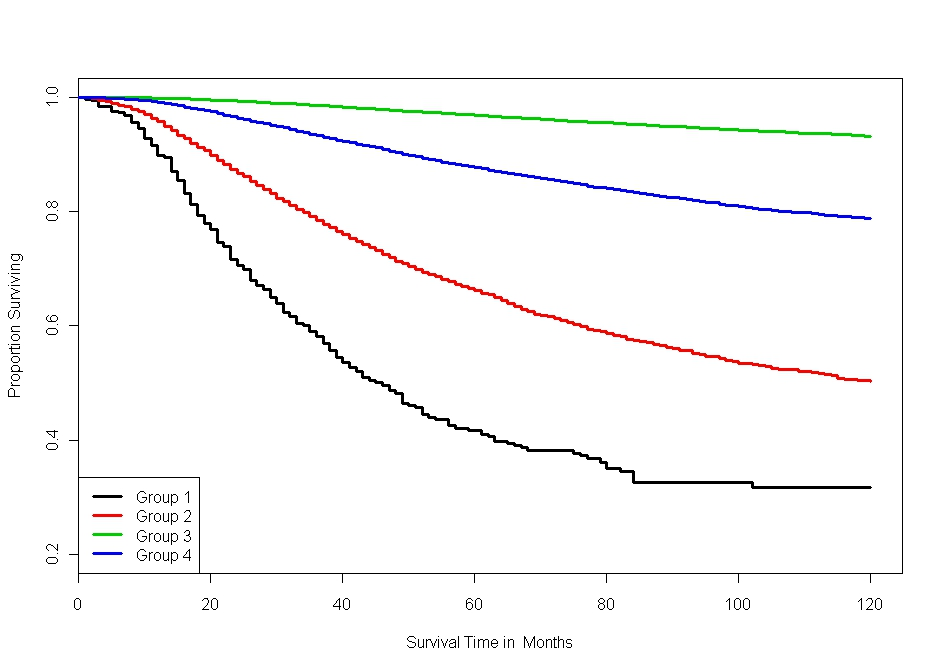 Proportion Surviving
1.0
0.8
0.6
0.4
0.2
Group 1
Group 2
Group 3
Group 4
0 20 40 60 80 100 120
Survival Time in  Months